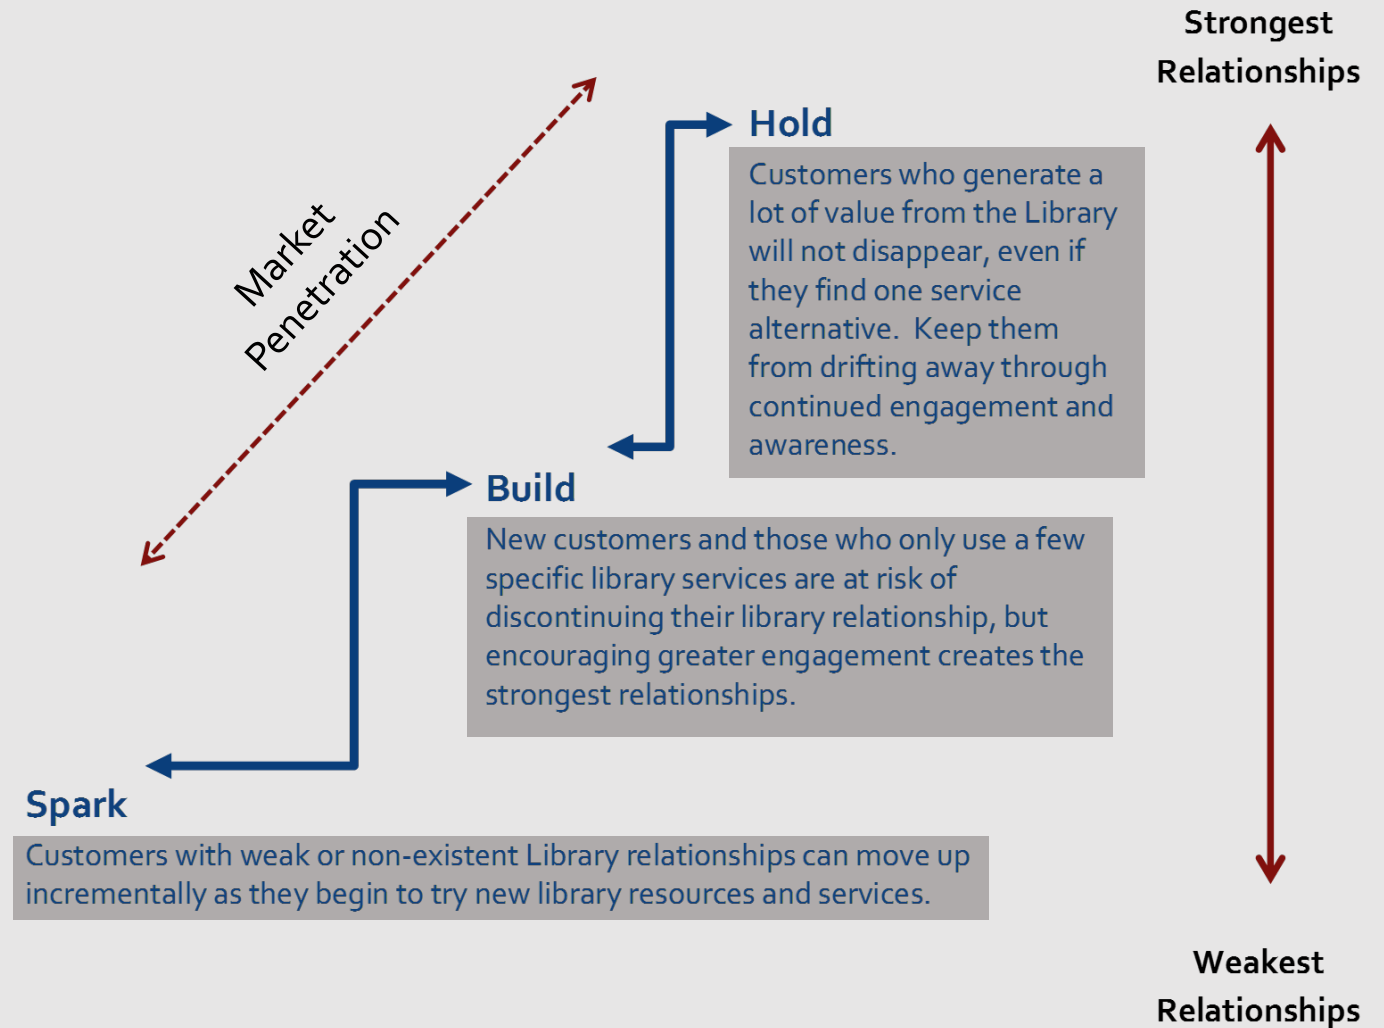 Strongest
Relationships
Market
Penetration
Hold
Customers who generate a
lot of value from the Library
will not disappear, even if
they find one service
alternative.  Keep them
from drifting away through
continued engagement and
awareness.
Build
New customers and those who only use a few
specific library services are at risk of
discontinuing their library relationship, but
encouraging greater engagement creates the
strongest relationships.
Spark
Customers with weak or non-existent Library relationships can move up
incrementally as they begin to try new library resources and services.
Weakest
Relationships